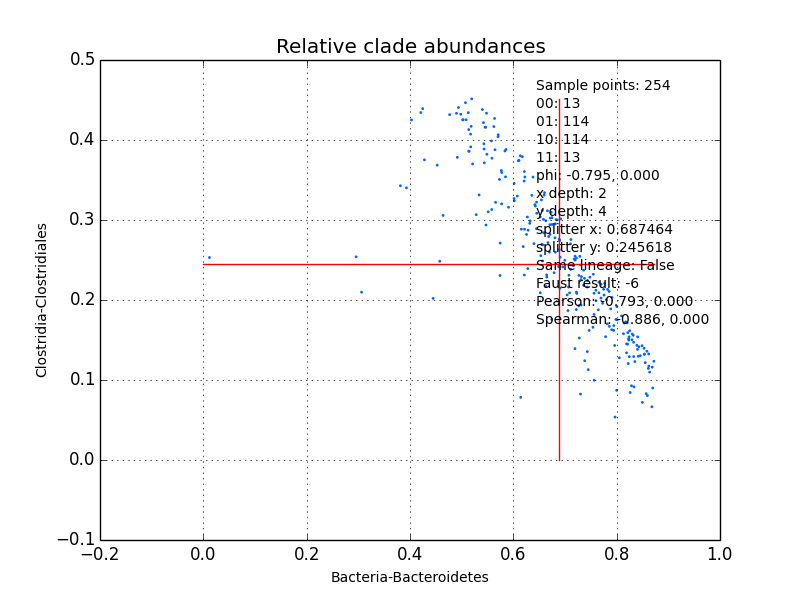 Relative clade abundances
0.5
0.4
0.3
0.2
0.1
0.0
−0.1
Clostridia-Clostridiales
Sample points: 254
00: 13
01: 114
10: 114
11: 13
phi: -0.795, 0.000
x depth: 2
y depth: 4
splitter x: 0.687464
splitter y: 0.245618
Same lineage: False
Faust result: -6
Pearson: -0.793, 0.000
Spearman: -0.886, 0.000
−0.2 0.0 0.2 0.4 0.6 0.8 1.0
Bacteria-Bacteroidetes